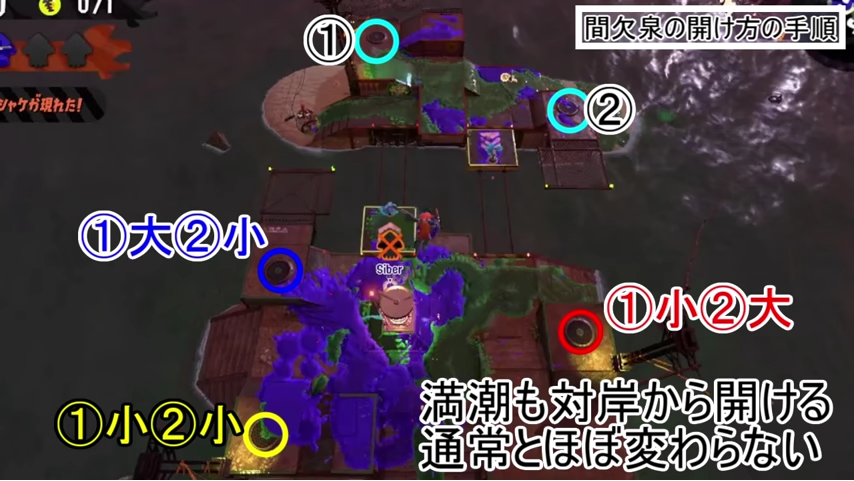 0/1
間欠泉の開け方の手順
①
②
シャケが現れた!
①大②小
Siber
①小②大
①小②小
満潮も対岸から開ける
通常とほぼ変わらない